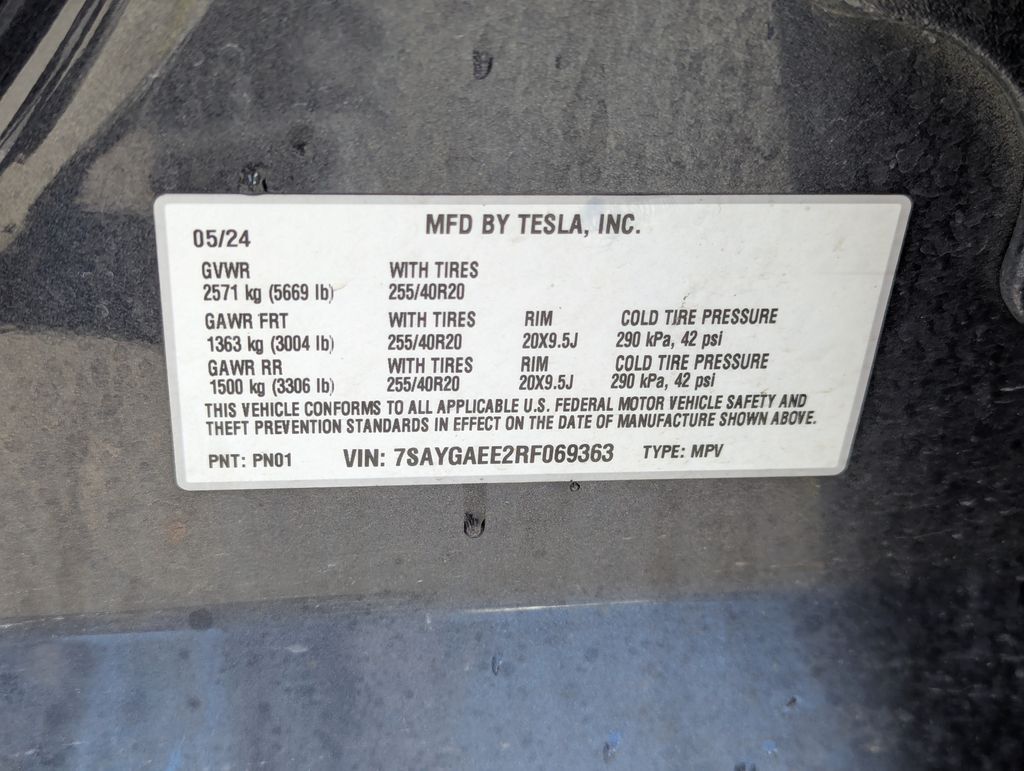 MFD BY TESLA, INC.
05/24
GVWR WITH TIRES
2571 kg (5669 lb) 255/40R20
GAWR FRT WITH TIRES RIM COLD TIRE PRESSURE
1363 kg (3004 lb) 255/40R20 20X9.5J 290 kPa, 42 psi
GAWR RR WITH TIRES RIM COLD TIRE PRESSURE
1500 kg (3306 lb) 255/40R20 20X9.5J 290 kPa, 42 psi
THIS VEHICLE CONFORMS TO ALL APPLICABLE U.S. FEDERAL MOTOR VEHICLE SAFETY AND
THEFT PREVENTION STANDARDS IN EFFECT ON THE DATE OF MANUFACTURE SHOWN ABOVE.
PNT: PN01 VIN: 7SAYGAEE2RF069363 TYPE: MPV